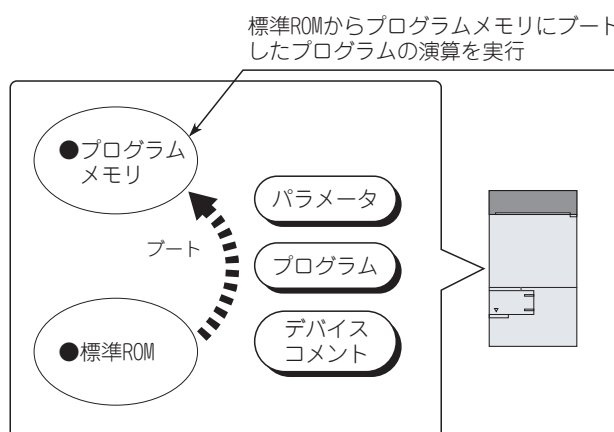 標準ROMからプログラムメモリにブート
したプログラムの演算を実行
●プログラム
メモリ
ブート
●標準ROM
パラメータ
プログラム
デバイス
コメント